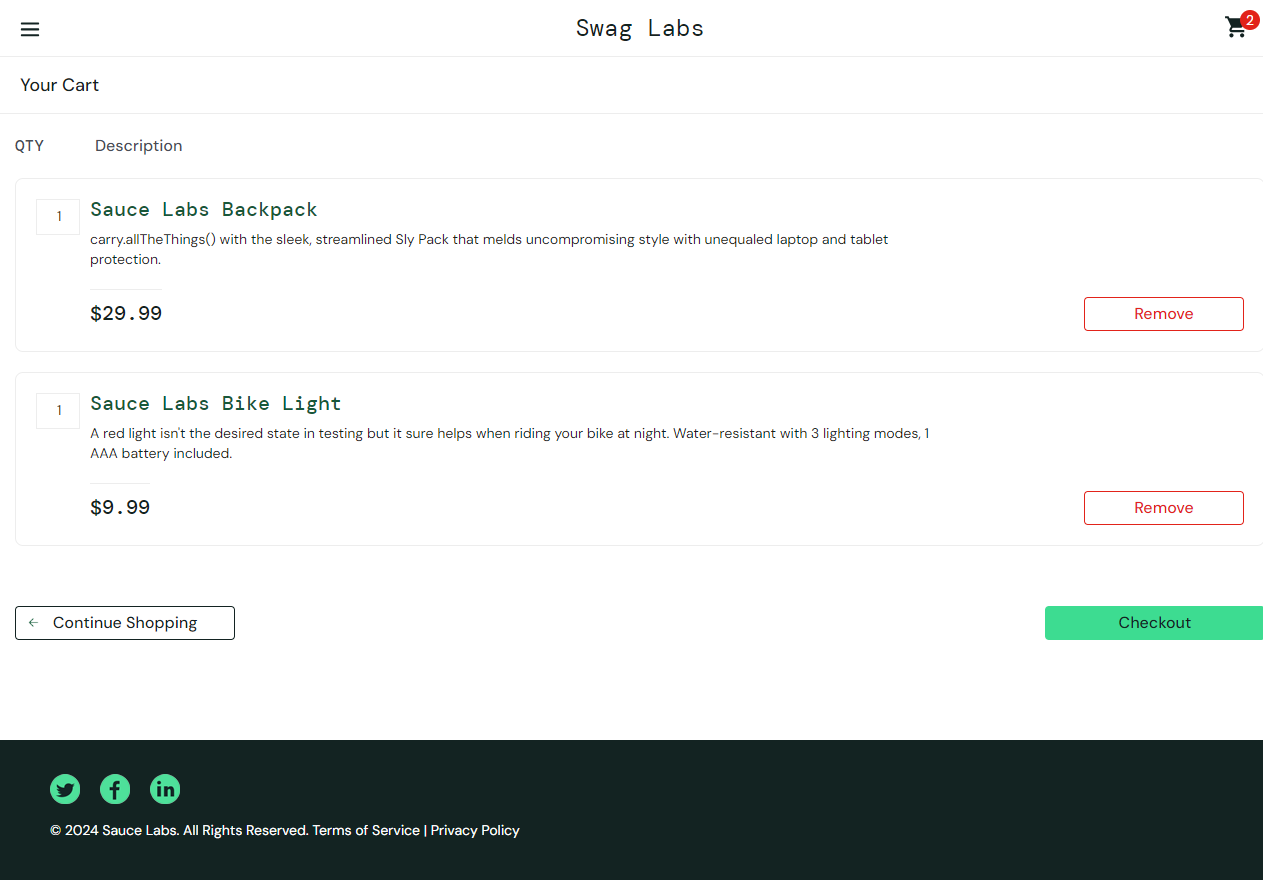 Swag Labs
2
Your Cart
QTY Description
1 Sauce Labs Backpack
carry.allTheThings() with the sleek, streamlined Sly Pack that melds uncompromising style with unequaled laptop and tablet
protection.
$29.99 Remove
1 Sauce Labs Bike Light
A red light isn't the desired state in testing but it sure helps when riding your bike at night. Water-resistant with 3 lighting modes, 1
AAA battery included.
$9.99 Remove
Continue Shopping Checkout
© 2024 Sauce Labs. All Rights Reserved. Terms of Service | Privacy Policy